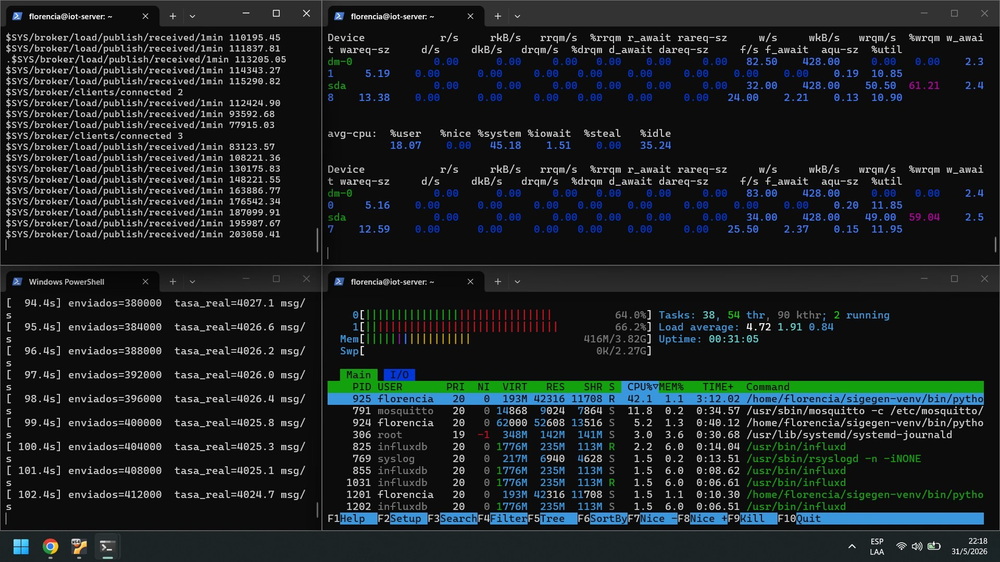 florencia@iot-server: ~
$SYS/broker/load/publish/received/1min 110195.45
$SYS/broker/load/publish/received/1min 111837.81
.$SYS/broker/load/publish/received/1min 113205.05
$SYS/broker/load/publish/received/1min 114343.27
$SYS/broker/load/publish/received/1min 115290.82
$SYS/broker/clients/connected 2
$SYS/broker/load/publish/received/1min 112424.90
$SYS/broker/load/publish/received/1min 93592.68
$SYS/broker/load/publish/received/1min 77915.03
$SYS/broker/clients/connected 3
$SYS/broker/load/publish/received/1min 83123.57
$SYS/broker/load/publish/received/1min 108221.36
$SYS/broker/load/publish/received/1min 130175.83
$SYS/broker/load/publish/received/1min 148221.55
$SYS/broker/load/publish/received/1min 163886.77
$SYS/broker/load/publish/received/1min 176542.34
$SYS/broker/load/publish/received/1min 187099.91
$SYS/broker/load/publish/received/1min 195987.67
$SYS/broker/load/publish/received/1min 203050.41
florencia@iot-server: ~
Device r/s rkB/s rrqm/s %rrqm r_await rareq-sz w/s wkB/s wrqm/s %wrqm w_awai
t wareq-sz d/s dkB/s drqm/s %drqm d_await dareq-sz f/s f_await aqu-sz %util
dm-0 0.00 0.00 0.00 0.00 0.00 0.00 82.50 428.00 0.00 0.00 2.3
1 5.19 0.00 0.00 0.00 0.00 0.00 0.00 0.00 0.00 0.19 10.85
sda 0.00 0.00 0.00 0.00 0.00 0.00 32.00 428.00 50.50 61.21 2.4
8 13.38 0.00 0.00 0.00 0.00 0.00 0.00 24.00 2.21 0.13 10.90
avg-cpu: %user %nice %system %iowait %steal %idle
18.07 0.00 45.18 1.51 0.00 35.24
Device r/s rkB/s rrqm/s %rrqm r_await rareq-sz w/s wkB/s wrqm/s %wrqm w_awai
t wareq-sz d/s dkB/s drqm/s %drqm d_await dareq-sz f/s f_await aqu-sz %util
dm-0 0.00 0.00 0.00 0.00 0.00 0.00 83.00 428.00 0.00 0.00 2.4
0 5.16 0.00 0.00 0.00 0.00 0.00 0.00 0.00 0.00 0.20 11.85
sda 0.00 0.00 0.00 0.00 0.00 0.00 34.00 428.00 49.00 59.04 2.5
7 12.59 0.00 0.00 0.00 0.00 0.00 0.00 25.50 2.37 0.15 11.95
Windows PowerShell
[ 94.4s] enviados=380000 tasa_real=4027.1 msg/
s
[ 95.4s] enviados=384000 tasa_real=4026.6 msg/
s
[ 96.4s] enviados=388000 tasa_real=4026.2 msg/
s
[ 97.4s] enviados=392000 tasa_real=4026.0 msg/
s
[ 98.4s] enviados=396000 tasa_real=4026.4 msg/
s
[ 99.4s] enviados=400000 tasa_real=4025.8 msg/
s
[ 100.4s] enviados=404000 tasa_real=4025.3 msg/
s
[ 101.4s] enviados=408000 tasa_real=4025.1 msg/
s
[ 102.4s] enviados=412000 tasa_real=4024.7 msg/
s
florencia@iot-server: ~
0[|||||||||||||||||||||||||||||| 64.0%] Tasks: 38, 54 thr, 90 kthr; 2 running
1[||||||||||||||||||||||||||||||| 66.2%] Load average: 4.72 1.91 0.84
Mem[||||||||||||||||| 416M/3.82G] Uptime: 00:31:05
Swp[ 0K/2.27G]
Main I/O
PID USER PRI NI VIRT RES SHR S CPU%▽MEM% TIME+ Command
925 florencia 20 0 193M 42316 11708 R 42.1 1.1 3:12.02 /home/florencia/sigegen-venv/bin/pytho
791 mosquitto 20 0 14868 9024 7864 S 11.8 0.2 0:34.57 /usr/sbin/mosquitto -c /etc/mosquitto/
924 florencia 20 0 62000 52608 13516 S 5.2 1.3 0:40.12 /home/florencia/sigegen-venv/bin/pytho
306 root 19 -1 348M 142M 141M S 3.0 3.6 0:30.68 /usr/lib/systemd/systemd-journald
825 influxdb 20 0 1776M 235M 113M R 2.2 6.0 0:14.04 /usr/bin/influxd
769 syslog 20 0 217M 6940 4628 S 1.5 0.2 0:13.51 /usr/sbin/rsyslogd -n -iNONE
855 influxdb 20 0 1776M 235M 113M S 1.5 6.0 0:08.62 /usr/bin/influxd
1031 influxdb 20 0 1776M 235M 113M R 1.5 6.0 0:06.61 /usr/bin/influxd
1201 florencia 20 0 193M 42316 11708 S 1.5 1.1 0:10.30 /home/florencia/sigegen-venv/bin/pytho
1202 influxdb 20 0 1776M 235M 113M S 1.5 6.0 0:06.51 /usr/bin/influxd
F1Help F2Setup F3SearchF4FilterF5Tree F6SortByF7Nice -F8Nice +F9Kill F10Quit
x64
ESP
LAA
22:18
31/5/2026